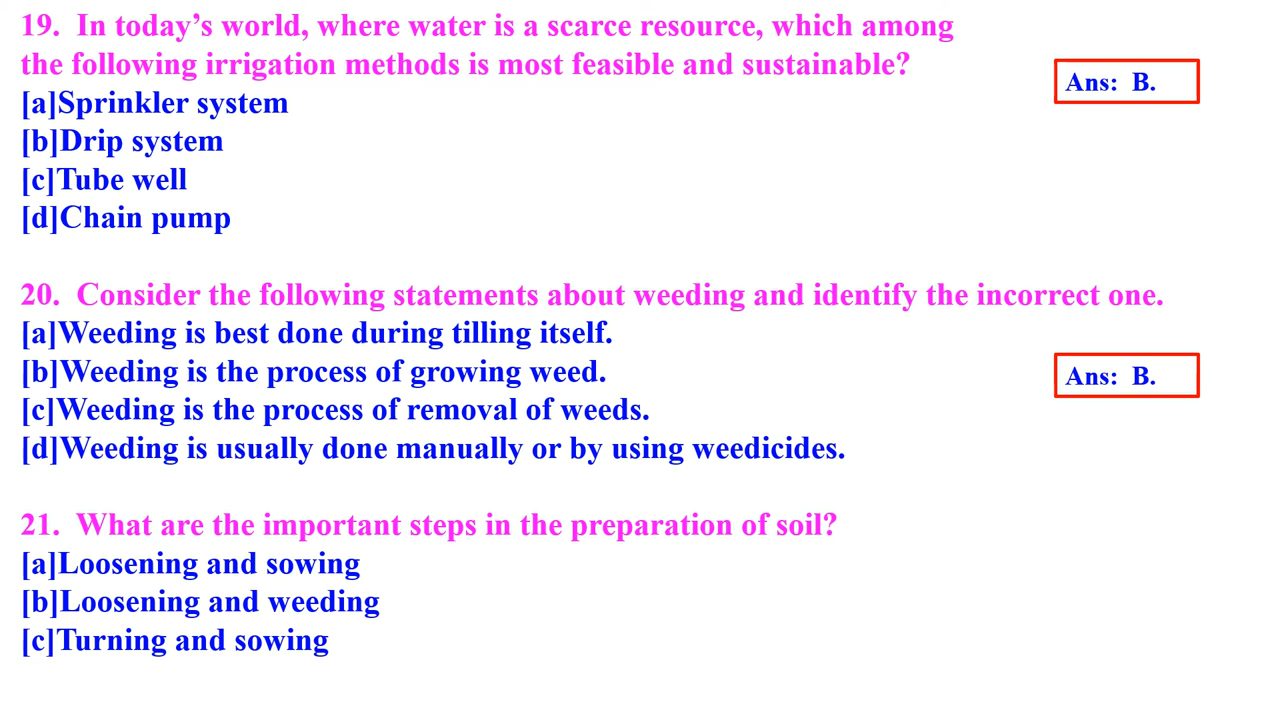 19.  In today’s world, where water is a scarce resource, which among
the following irrigation methods is most feasible and sustainable?
Ans:  B.
[a]Sprinkler system
[b]Drip system
[c]Tube well
[d]Chain pump
20.  Consider the following statements about weeding and identify the incorrect one.
[a]Weeding is best done during tilling itself.
[b]Weeding is the process of growing weed.
Ans:  B.
[c]Weeding is the process of removal of weeds.
[d]Weeding is usually done manually or by using weedicides.
21.  What are the important steps in the preparation of soil?
[a]Loosening and sowing
[b]Loosening and weeding
[c]Turning and sowing